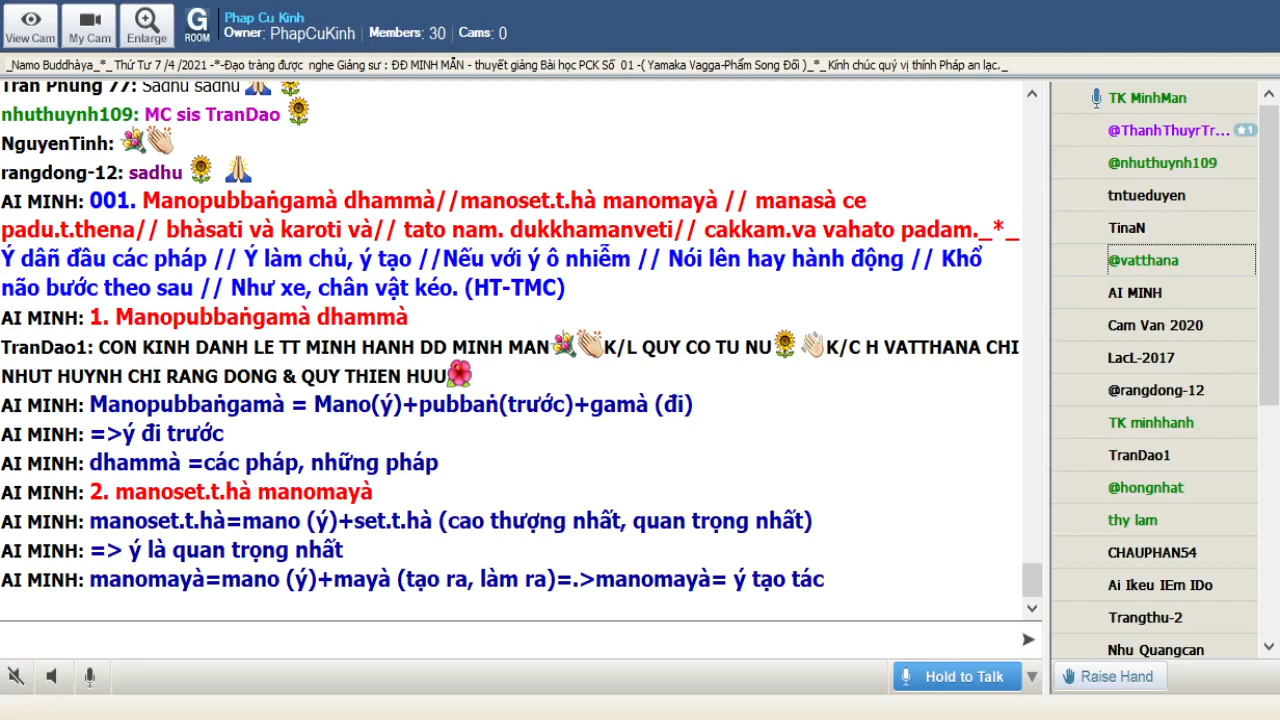 View Cam
My Cam
Enlarge
G ROOM
Phap Cu Kinh
Owner: PhapCuKinh | Members: 30 | Cams: 0
_Namo Buddhàya_*_ Thứ Tư 7 /4 /2021 -*-Đạo tràng được nghe Giảng sư : ĐĐ MINH MẪN - thuyết giảng Bài học PCK Số 01 -( Yamaka Vagga-Phẩm Song Đối )_*_ Kính chúc quý vị thính Pháp an lạc._
Tran Phung 77: Sadhu sadhu
nhuthuynh109: MC sis TranDao
NguyenTinh:
rangdong-12: sadhu
AI MINH: 001. Manopubbaṅgamà dhammà//manoset.t.hà manomayà // manasà ce
padu.t.thena// bhàsati và karoti và// tato nam. dukkhamanveti// cakkam.va vahato padam._*_
Ý dẫn đầu các pháp // Ý làm chủ, ý tạo //Nếu với ý ô nhiễm // Nói lên hay hành động // Khổ
não bước theo sau // Như xe, chân vật kéo. (HT-TMC)
AI MINH: 1. Manopubbaṅgamà dhammà
TranDao1: CON KINH DANH LE TT MINH HANH DD MINH MAN K/L QUY CO TU NU K/C H VATTHANA CHI
NHUT HUYNH CHI RANG DONG & QUY THIEN HUU
AI MINH: Manopubbaṅgamà = Mano(ý)+pubbaṅ(trước)+gamà (đi)
AI MINH: =>ý đi trước
AI MINH: dhammà =các pháp, những pháp
AI MINH: 2. manoset.t.hà manomayà
AI MINH: manoset.t.hà=mano (ý)+set.t.hà (cao thượng nhất, quan trọng nhất)
AI MINH: => ý là quan trọng nhất
AI MINH: manomayà=mano (ý)+mayà (tạo ra, làm ra)=.>manomayà= ý tạo tác
Hold to Talk
TK MinhMan
@ThanhThuyrTr... ★1
@nhuthuynh109
tntueduyen
TinaN
@vatthana
AI MINH
Cam Van 2020
LacL-2017
@rangdong-12
TK minhhanh
TranDao1
@hongnhat
thy lam
CHAUPHAN54
Ai Ikeu IEm IDo
Trangthu-2
Nhu Quangcan
Raise Hand